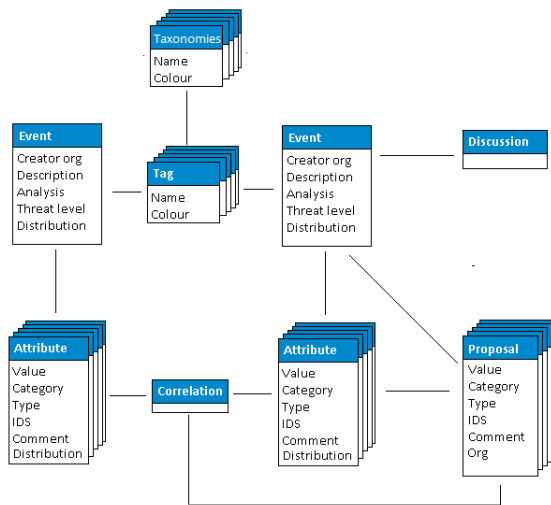 Taxonomies
Name
Colour
Event
Creator org
Description
Analysis
Threat level
Distribution
Tag
Name
Colour
Event
Creator org
Description
Analysis
Threat level
Distribution
Discussion
Attribute
Value
Category
Type
IDS
Comment
Distribution
Correlation
Attribute
Value
Category
Type
IDS
Comment
Distribution
Proposal
Value
Category
Type
IDS
Comment
Org